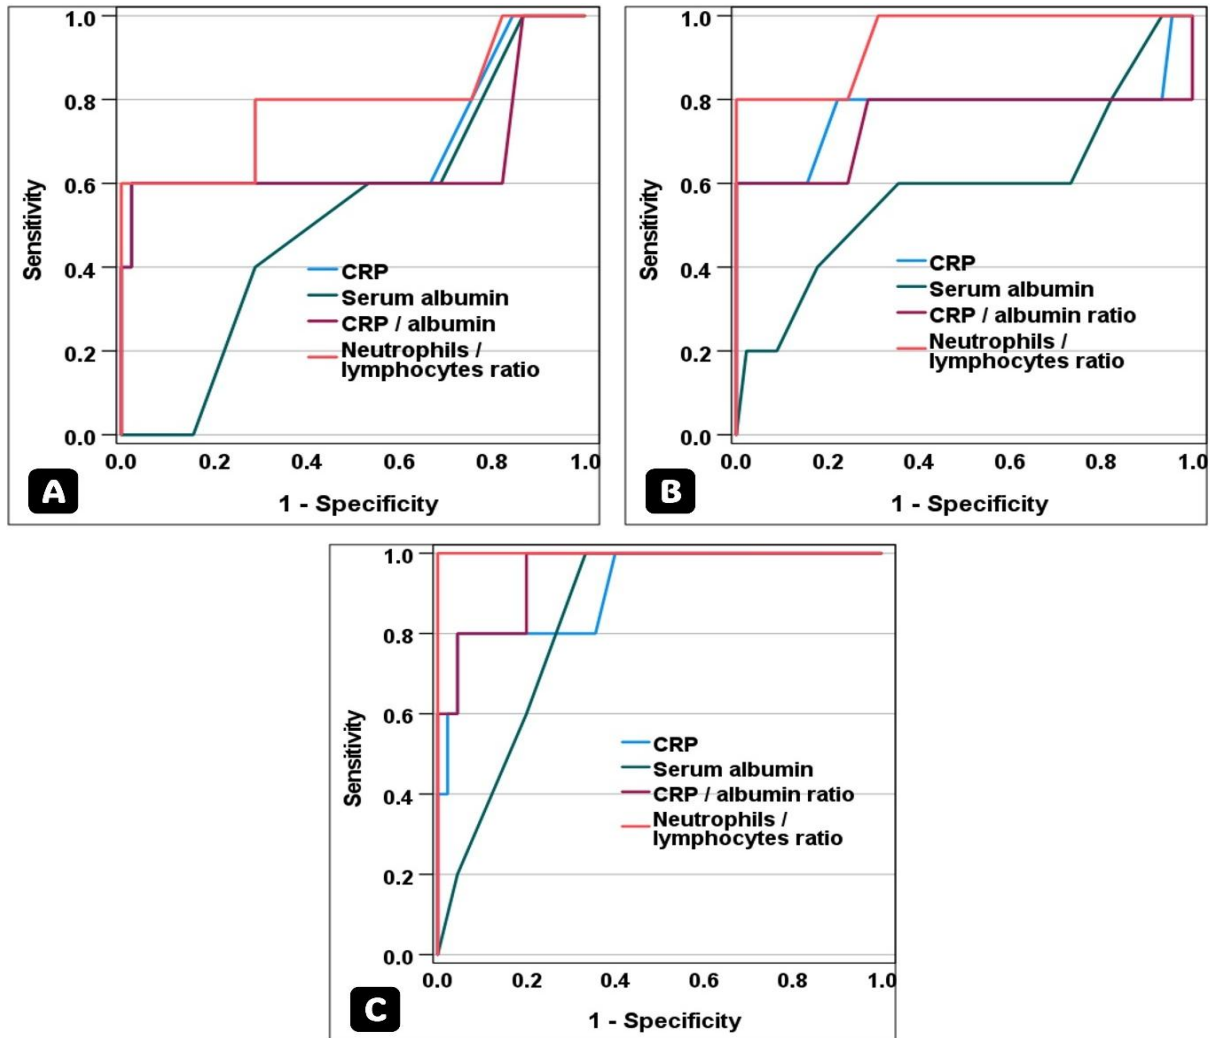 1.0
0.8
0.6
0.4
0.2
0.0
Sensitivity
CRP
Serum albumin
CRP / albumin
Neutrophils /
lymphocytes ratio
0.0 0.2 0.4 0.6 0.8 1.0
1 - Specificity
A
1.0
0.8
0.6
0.4
0.2
0.0
Sensitivity
CRP
Serum albumin
CRP / albumin ratio
Neutrophils /
lymphocytes ratio
0.0 0.2 0.4 0.6 0.8 1.0
1 - Specificity
B
1.0
0.8
0.6
0.4
0.2
0.0
Sensitivity
CRP
Serum albumin
CRP / albumin ratio
Neutrophils /
lymphocytes ratio
0.0 0.2 0.4 0.6 0.8 1.0
1 - Specificity
C